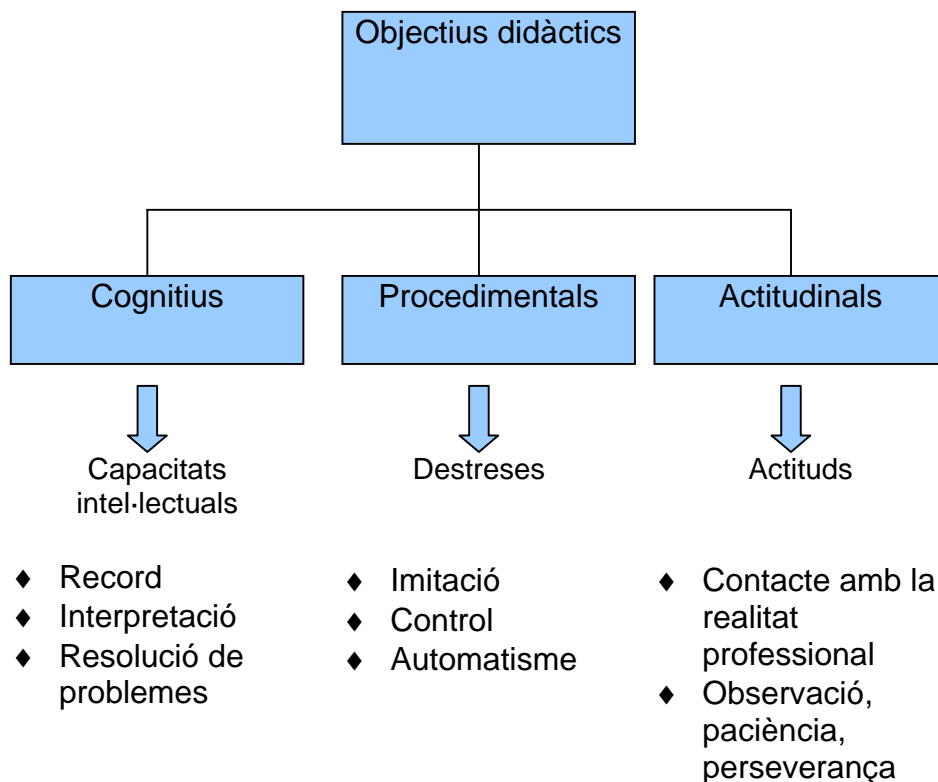 Objectius didàctics
Cognitius
Procedimentals
Actitudinals
Capacitats
intel·lectuals
Destreses
Actituds
♦ Record
♦ Interpretació
♦ Resolució de
problemes
♦ Imitació
♦ Control
♦ Automatisme
♦ Contacte amb la
realitat
professional
♦ Observació,
paciència,
perseverança